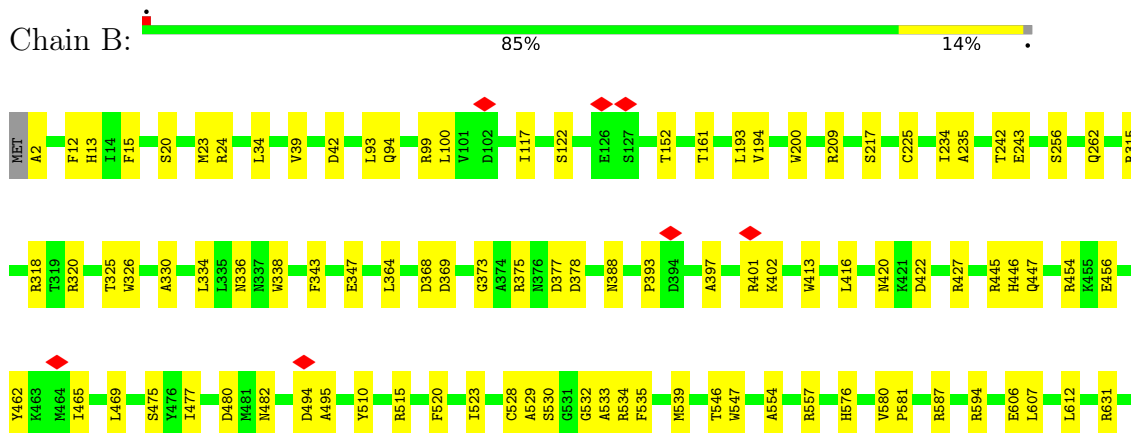 Chain B:
85% 14%
MET A2 F12 H13 I14 F15 S20 M23 R24 L34 V39 D42 L93 Q94 R99 L100 V101 D102 I117 S122 E126 S127 T152 T161 L193 V194 W200 R209 S217 C225 I234 A235 T242 E243 S256 Q262 R315
R318 T319 R320 T325 W326 A330 L334 L335 N336 N337 W338 F343 E347 L364 D368 D369 G373 A374 R375 N376 D377 D378 N388 P393 D394 A397 R401 K402 W413 L416 N420 K421 D422 R427 R445 H446 Q447 R454 K455 E456
Y462 K463 M464 I465 L469 S475 Y476 I477 D480 M481 N482 D494 A495 Y510 R515 F520 I523 C528 A529 S530 G531 G532 A533 R534 F535 M539 T546 W547 A554 R557 H576 V580 P581 R587 R594 E606 L607 L612 R631